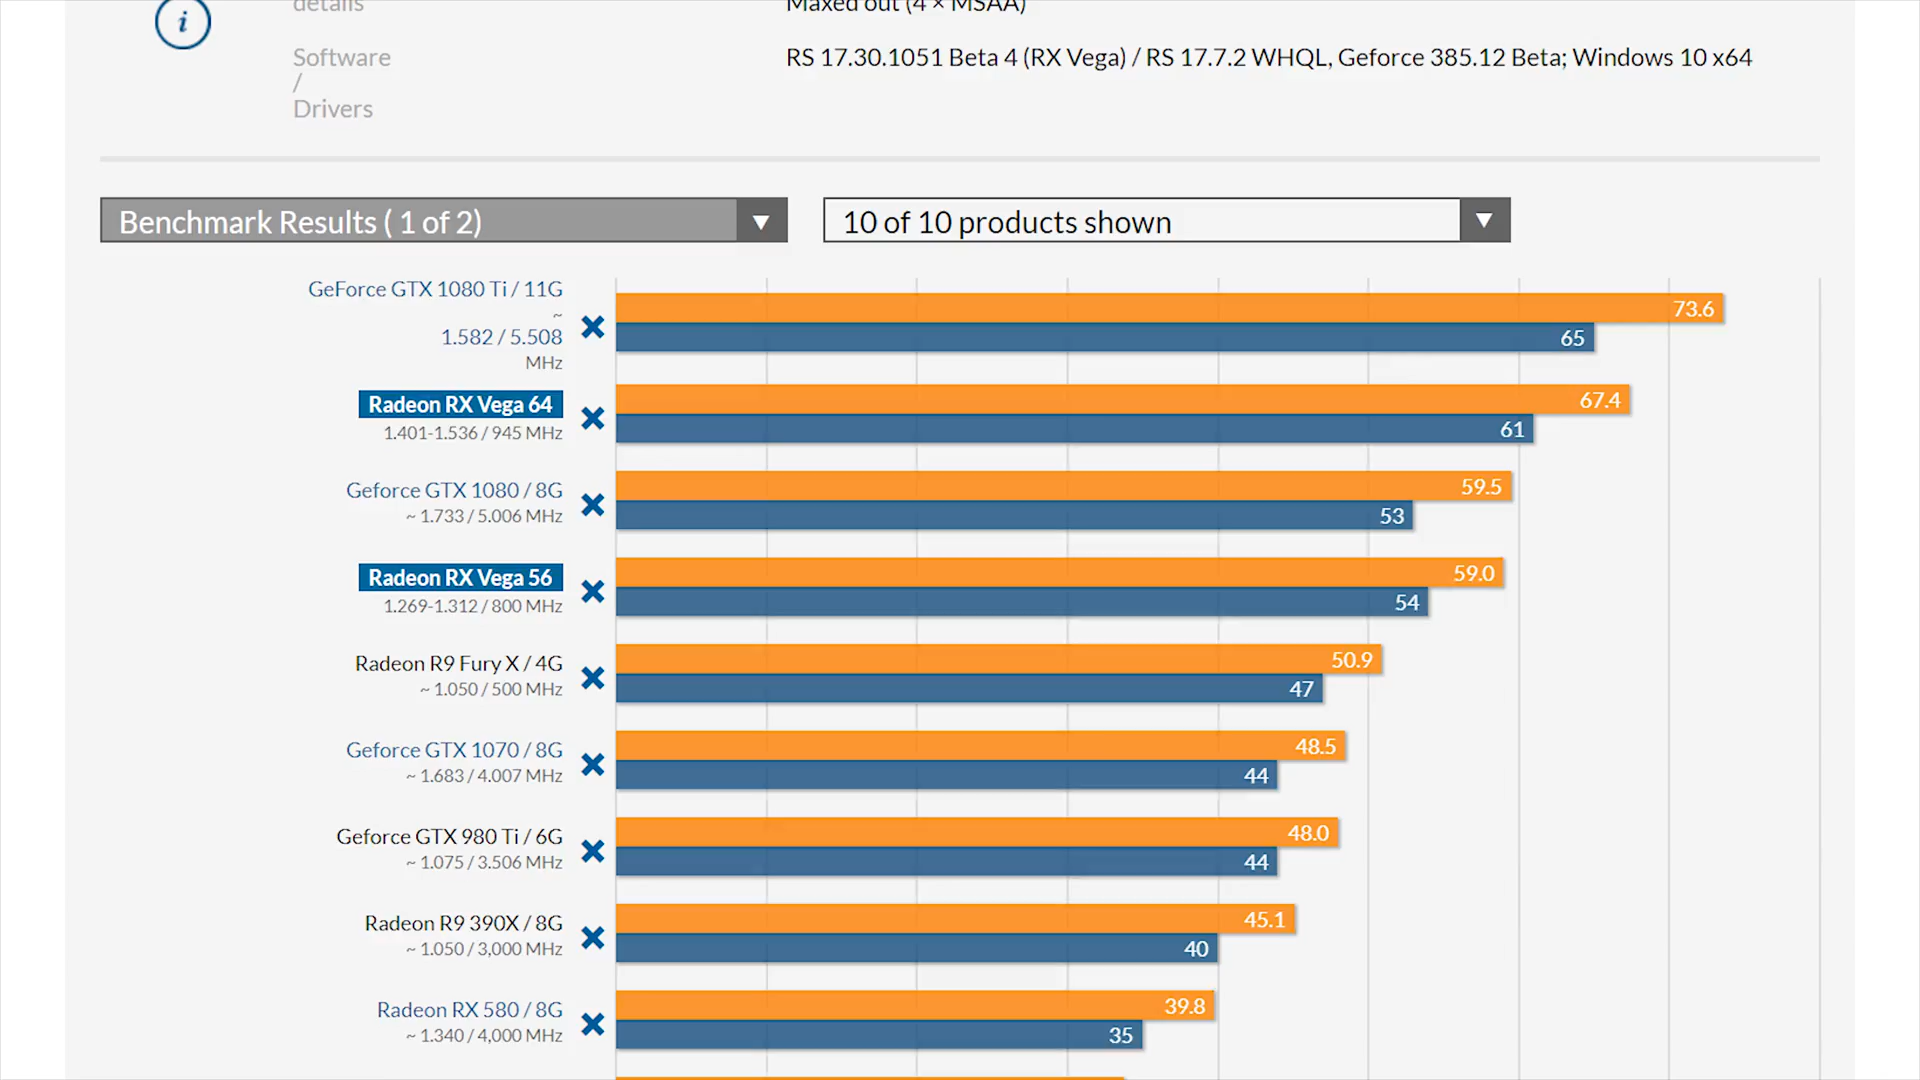 details
Maxed out (4 × MSAA)
i
Software
/
Drivers
RS 17.30.1051 Beta 4 (RX Vega) / RS 17.7.2 WHQL, Geforce 385.12 Beta; Windows 10 x64
Benchmark Results ( 1 of 2)
10 of 10 products shown
GeForce GTX 1080 Ti / 11G
~
1.582 / 5.508
MHz
73.6
65
Radeon RX Vega 64
1.401-1.536 / 945 MHz
67.4
61
Geforce GTX 1080 / 8G
~ 1.733 / 5.006 MHz
59.5
53
Radeon RX Vega 56
1.269-1.312 / 800 MHz
59.0
54
Radeon R9 Fury X / 4G
~ 1.050 / 500 MHz
50.9
47
Geforce GTX 1070 / 8G
~ 1.683 / 4.007 MHz
48.5
44
Geforce GTX 980 Ti / 6G
~ 1.075 / 3.506 MHz
48.0
44
Radeon R9 390X / 8G
~ 1.050 / 3,000 MHz
45.1
40
Radeon RX 580 / 8G
~ 1.340 / 4,000 MHz
39.8
35